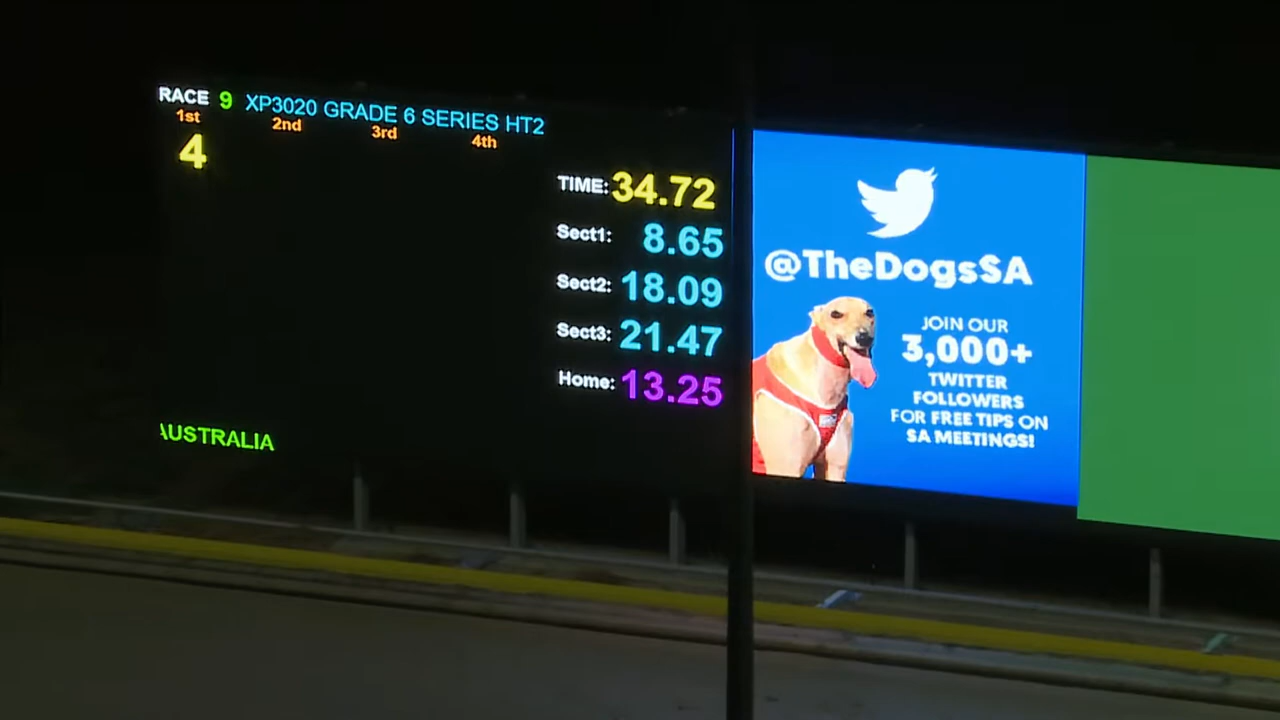 RACE 9 XP3020 GRADE 6 SERIES HT2
1st 2nd 3rd 4th
4
TIME: 34.72
Sect1: 8.65
Sect2: 18.09
Sect3: 21.47
Home: 13.25
AUSTRALIA
@TheDogsSA
JOIN OUR
3,000+
TWITTER
FOLLOWERS
FOR FREE TIPS ON
SA MEETINGS!